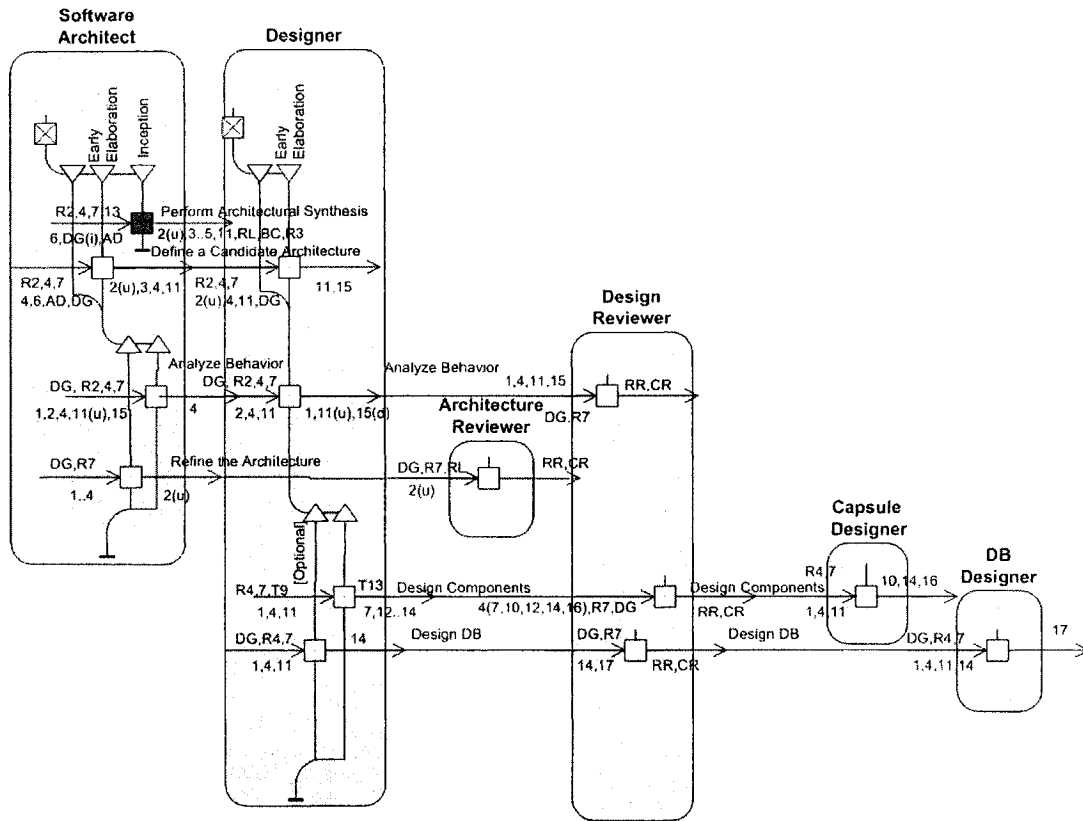 Software
Architect
Designer
Early
Elaboration
Inception
Early
Elaboration
R2,4,7,13
Perform Architectural Synthesis
6,DG(i),AD
2(u),3..5,11,RL,BC,R3
Define a Candidate Architecture
R2,4,7
4,6,AD,DG
2(u),3,4,11
R2,4,7
2(u),4,11,DG
11,15
Design
Reviewer
Analyze Behavior
DG, R2,4,7
1,2,4,11(u),15
4
DG, R2,4,7
2,4,11
1,11(u),15(d)
Analyze Behavior
1,4,11,15
DG,R7
RR,CR
Architecture
Reviewer
DG,R7
1..4
Refine the Architecture
2(u)
DG,R7,RL
2(u)
RR,CR
Capsule
Designer
DB
Designer
[Optional]
R4,7,T9
1,4,11
T13
7,12..14
Design Components
4(7,10,12,14,16),R7,DG
RR,CR
Design Components
R4,7
1,4,11
10,14,16
DG,R4,7
1,4,11
14
Design DB
DG,R7
14,17
RR,CR
Design DB
DG,R4,7
1,4,11,14
17